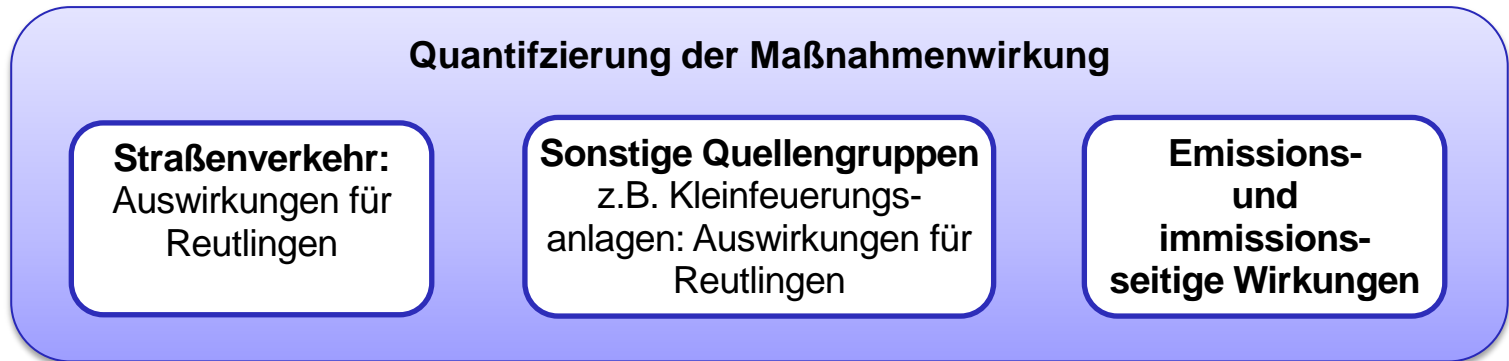 Quantifzierung der Maßnahmenwirkung
Straßenverkehr:
Auswirkungen für
Reutlingen
Sonstige Quellengruppen
z.B. Kleinfeuerungs-
anlagen: Auswirkungen für
Reutlingen
Emissions-
und
immissions-
seitige Wirkungen